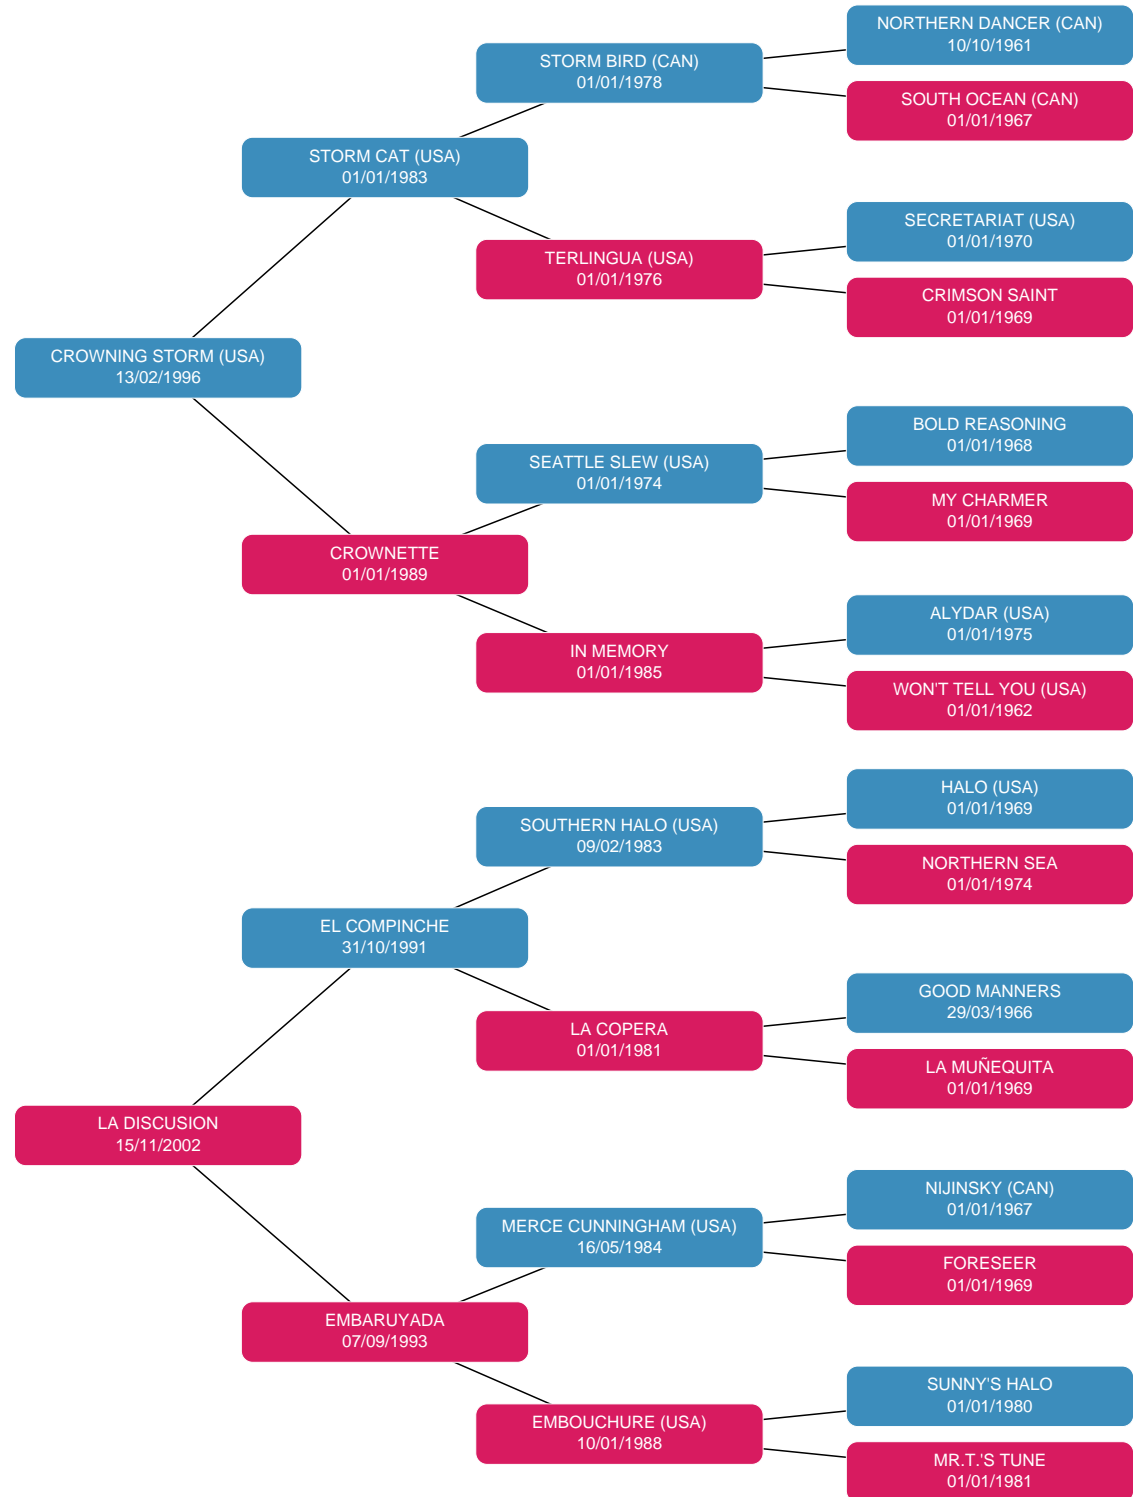 NORTHERN DANCER (CAN)
10/10/1961
STORM BIRD (CAN)
01/01/1978
SOUTH OCEAN (CAN)
01/01/1967
STORM CAT (USA)
01/01/1983
SECRETARIAT (USA)
01/01/1970
TERLINGUA (USA)
01/01/1976
CRIMSON SAINT
01/01/1969
CROWNING STORM (USA)
13/02/1996
BOLD REASONING
01/01/1968
SEATTLE SLEW (USA)
01/01/1974
MY CHARMER
01/01/1969
CROWNETTE
01/01/1989
ALYDAR (USA)
01/01/1975
IN MEMORY
01/01/1985
WON'T TELL YOU (USA)
01/01/1962
HALO (USA)
01/01/1969
SOUTHERN HALO (USA)
09/02/1983
NORTHERN SEA
01/01/1974
EL COMPINCHE
31/10/1991
GOOD MANNERS
29/03/1966
LA COPERA
01/01/1981
LA MUÑEQUITA
01/01/1969
LA DISCUSION
15/11/2002
NIJINSKY (CAN)
01/01/1967
MERCE CUNNINGHAM (USA)
16/05/1984
FORESEER
01/01/1969
EMBARUYADA
07/09/1993
SUNNY'S HALO
01/01/1980
EMBOUCHURE (USA)
10/01/1988
MR.T.'S TUNE
01/01/1981